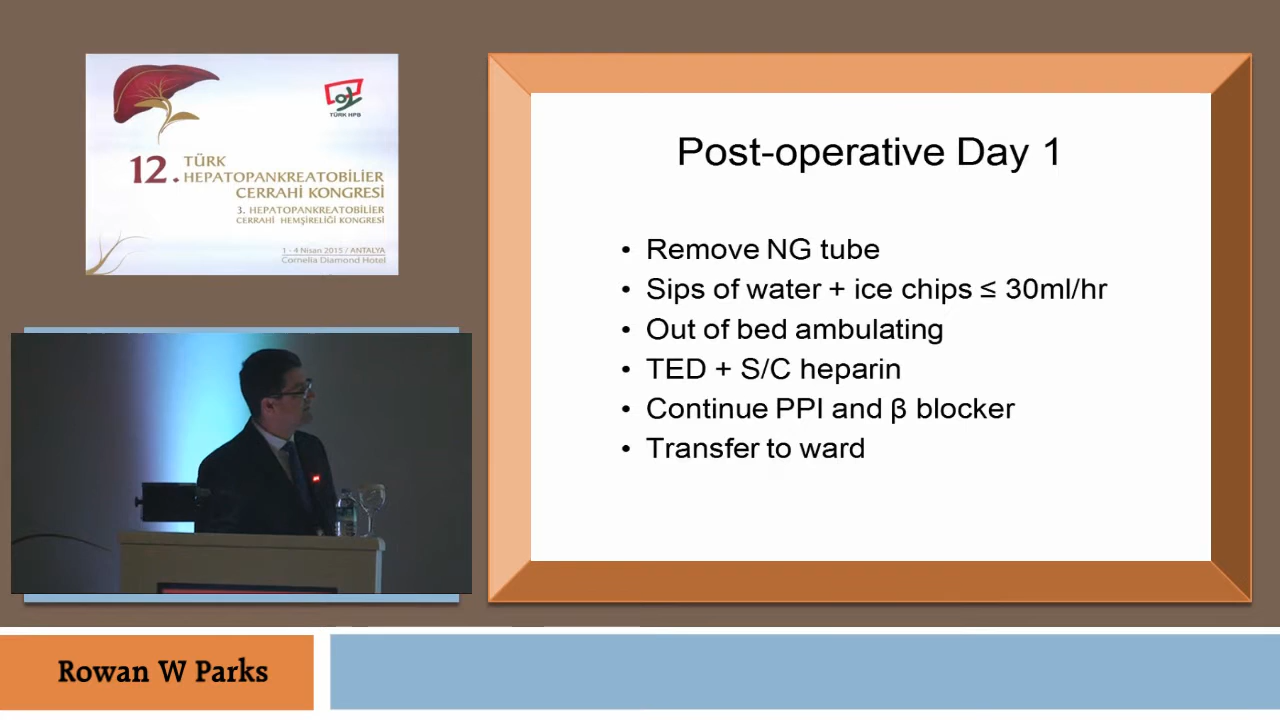 12. TÜRK
HEPATOPANKREATOBİLİER
CERRAHİ KONGRESİ
3. HEPATOPANKREATOBİLİER
CERRAHİ HEMŞİRELİĞİ KONGRESİ
1 - 4 Nisan 2015 / ANTALYA
Cornelia Diamond Hotel
TÜRK HPB
Post-operative Day 1
• Remove NG tube
• Sips of water + ice chips ≤ 30ml/hr
• Out of bed ambulating
• TED + S/C heparin
• Continue PPI and β blocker
• Transfer to ward
Rowan W Parks